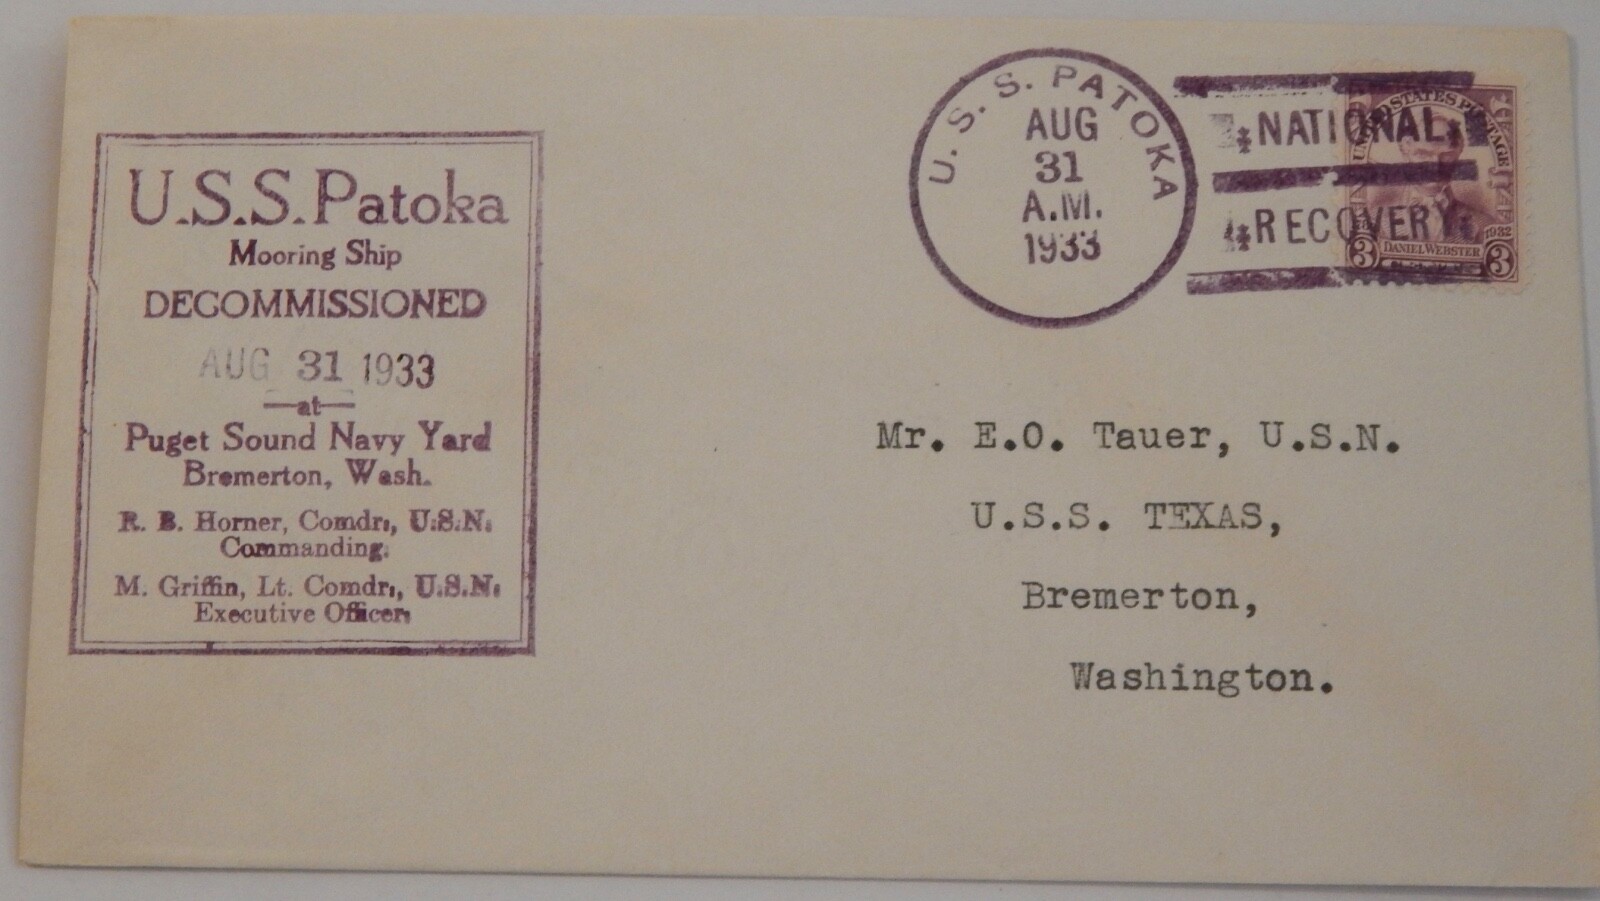 U.S.S. Patoka
Mooring Ship
DECOMMISSIONED
AUG 31 1933
—at—
Puget Sound Navy Yard
Bremerton, Wash.
R. B. Horner, Comdr., U.S.N.
Commanding.
M. Griffin, Lt. Comdr., U.S.N.
Executive Officer.
U.S.S. PATOKA
AUG
31
A.M.
1933
NATIONAL
RECOVERY
UNITED STATES POSTAGE
1932
3 DANIEL WEBSTER 3
Mr. E.O. Tauer, U.S.N.
U.S.S. TEXAS,
Bremerton,
Washington.